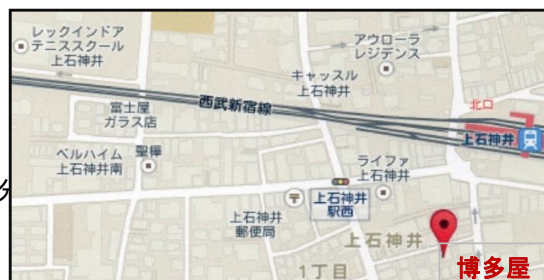 レックインドア
テニススクール
上石神井
アウローラ
レジデンス
キャッスル
上石神井
西武新宿線
北口
富士屋
ガラス店
上石神井
ベルハイム
上石神井南
聖樺
ライファ
上石神井
上石神井
駅西
上石神井
郵便局
上石神井
1丁目
博多屋